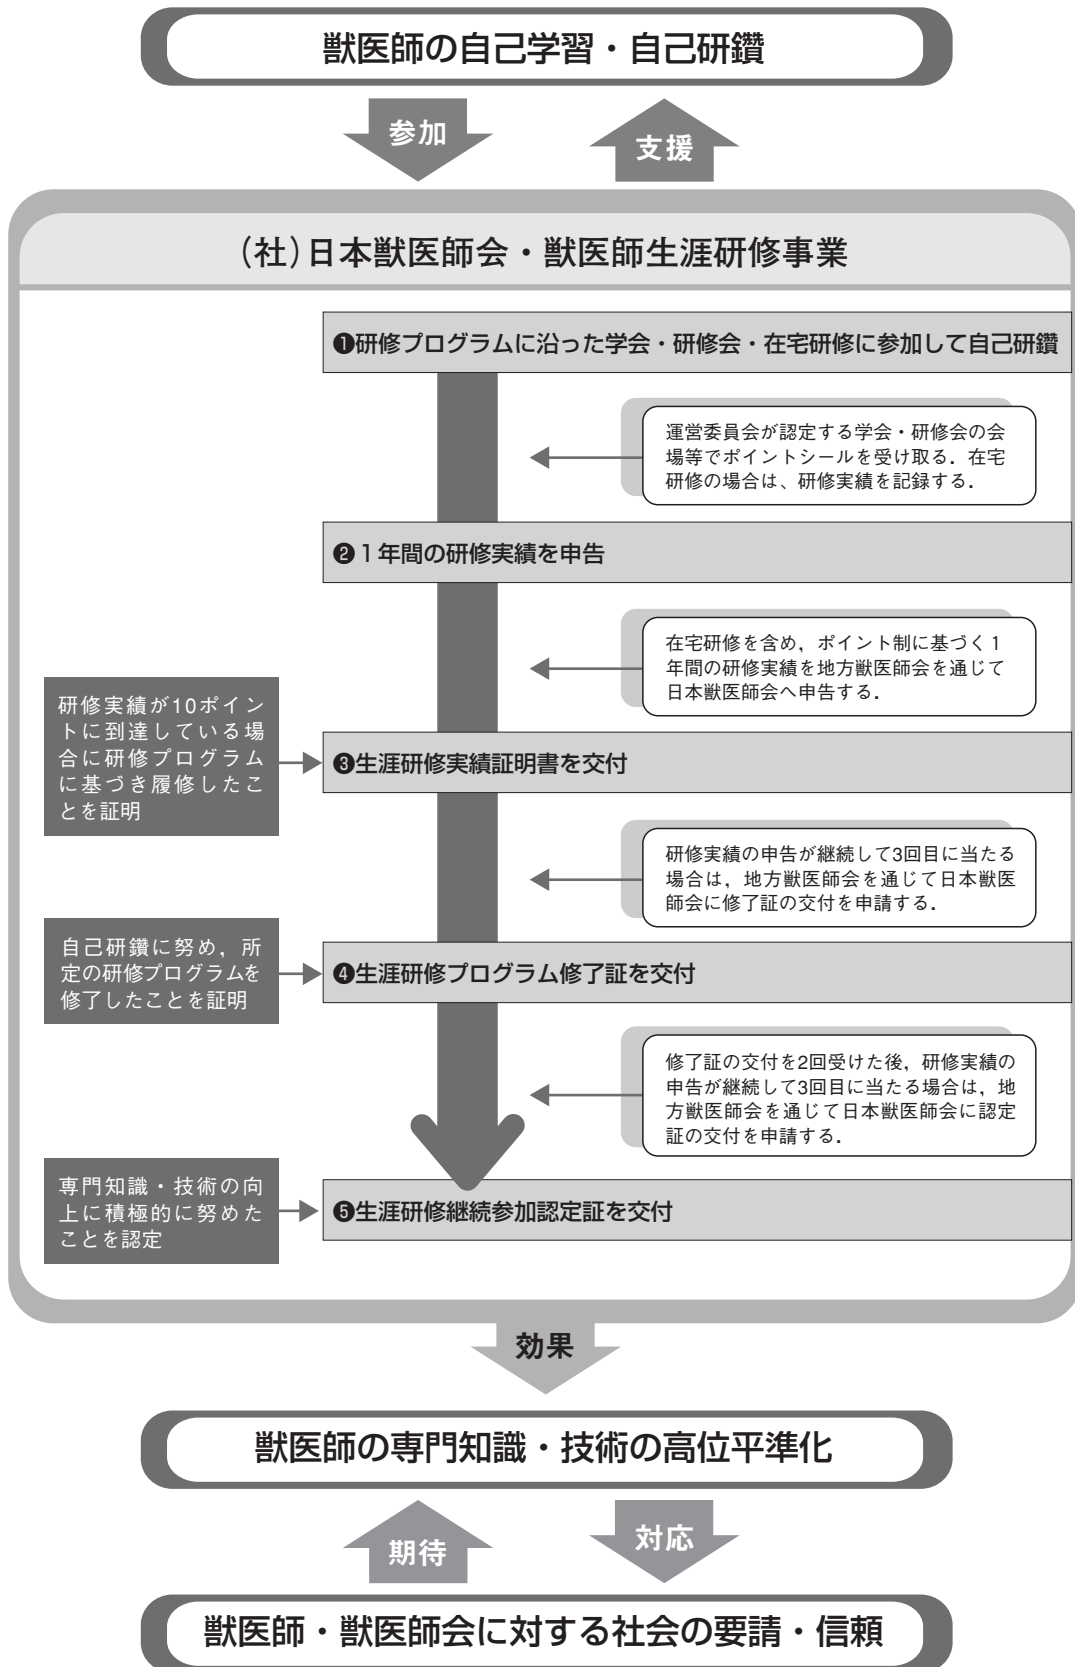 獣医師の自己学習・自己研鑽
参加
支援
(社)日本獣医師会・獣医師生涯研修事業
❶研修プログラムに沿った学会・研修会・在宅研修に参加して自己研鑽
運営委員会が認定する学会・研修会の会
場等でポイントシールを受け取る．在宅
研修の場合は、研修実績を記録する．
❷１年間の研修実績を申告
在宅研修を含め，ポイント制に基づく１
年間の研修実績を地方獣医師会を通じて
日本獣医師会へ申告する．
研修実績が10ポイン
トに到達している場
合に研修プログラム
に基づき履修したこ
とを証明
❸生涯研修実績証明書を交付
研修実績の申告が継続して3回目に当たる
場合は，地方獣医師会を通じて日本獣医
師会に修了証の交付を申請する．
自己研鑽に努め，所
定の研修プログラムを
修了したことを証明
❹生涯研修プログラム修了証を交付
修了証の交付を2回受けた後，研修実績の
申告が継続して3回目に当たる場合は，地
方獣医師会を通じて日本獣医師会に認定
証の交付を申請する．
専門知識・技術の向
上に積極的に努めた
ことを認定
❺生涯研修継続参加認定証を交付
効果
獣医師の専門知識・技術の高位平準化
期待
対応
獣医師・獣医師会に対する社会の要請・信頼